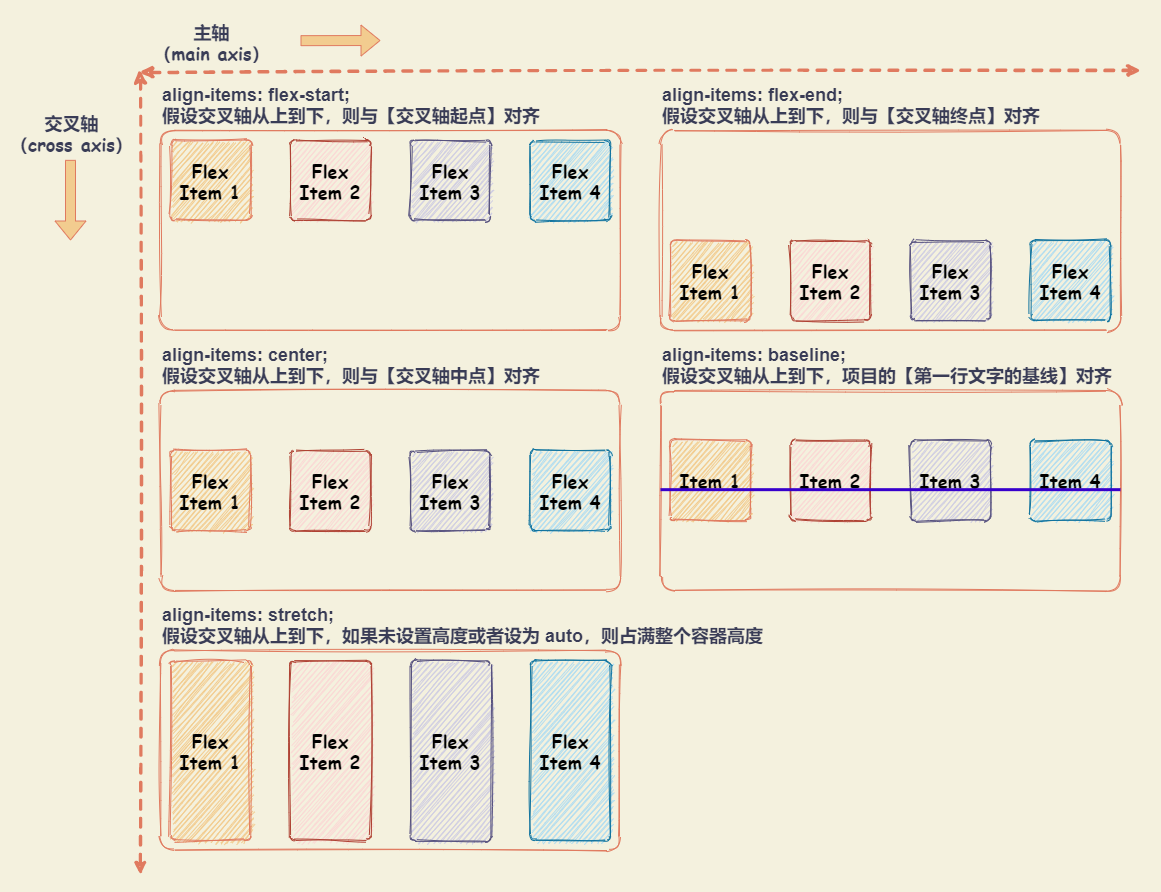 主轴
(main axis)
交叉轴
(cross axis)
align-items: flex-start;
假设交叉轴从上到下，则与【交叉轴起点】对齐
Flex
Item 1
Flex
Item 2
Flex
Item 3
Flex
Item 4
align-items: flex-end;
假设交叉轴从上到下，则与【交叉轴终点】对齐
Flex
Item 1
Flex
Item 2
Flex
Item 3
Flex
Item 4
align-items: center;
假设交叉轴从上到下，则与【交叉轴中点】对齐
Flex
Item 1
Flex
Item 2
Flex
Item 3
Flex
Item 4
align-items: baseline;
假设交叉轴从上到下，项目的【第一行文字的基线】对齐
Item 1
Item 2
Item 3
Item 4
align-items: stretch;
假设交叉轴从上到下，如果未设置高度或者设为 auto，则占满整个容器高度
Flex
Item 1
Flex
Item 2
Flex
Item 3
Flex
Item 4